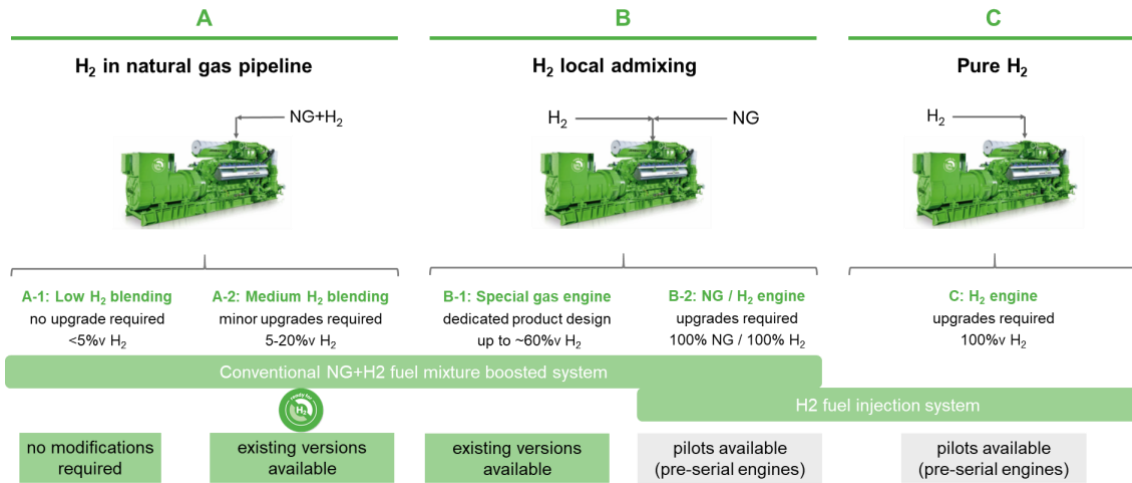 A
B
C
H₂ in natural gas pipeline
H₂ local admixing
Pure H₂
NG+H₂
H₂
NG
H₂
A-1: Low H₂ blending
no upgrade required
<5%v H₂
A-2: Medium H₂ blending
minor upgrades required
5-20%v H₂
B-1: Special gas engine
dedicated product design
up to ~60%v H₂
B-2: NG / H₂ engine
upgrades required
100% NG / 100% H₂
C: H₂ engine
upgrades required
100%v H₂
Conventional NG+H2 fuel mixture boosted system
H2 fuel injection system
ready for
H₂
no modifications
required
existing versions
available
existing versions
available
pilots available
(pre-serial engines)
pilots available
(pre-serial engines)